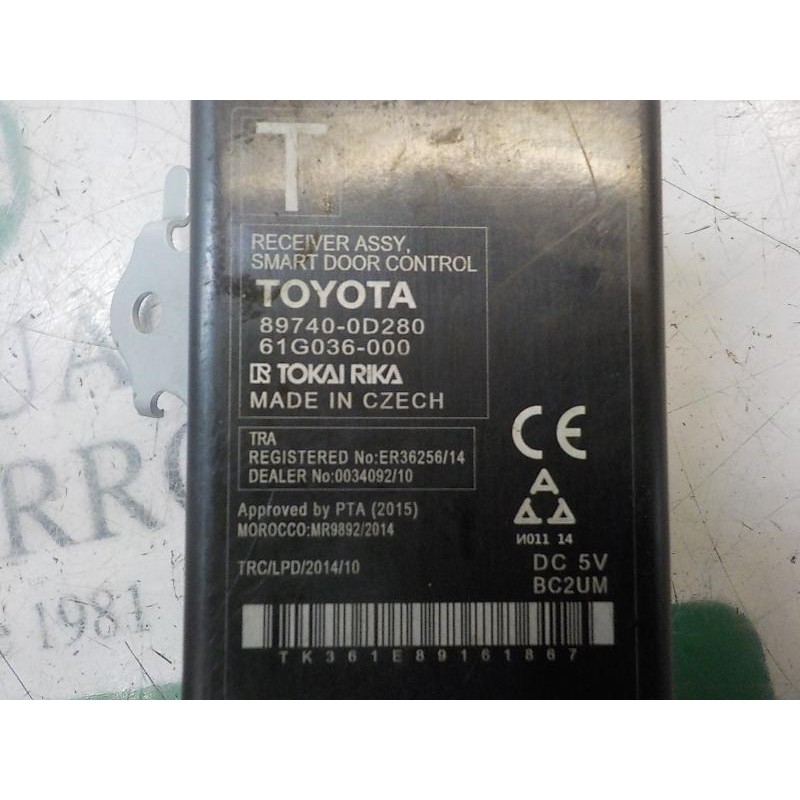 T
RECEIVER ASSY,
SMART DOOR CONTROL
TOYOTA
89740-0D280
61G036-000
TOKAI RIKA
MADE IN CZECH
TRA
REGISTERED No:ER36256/14
DEALER No:0034092/10
Approved by PTA (2015)
MOROCCO:MR9892/2014
TRC/LPD/2014/10
CE
И011 14
DC 5V
BC2UM
TK361E89161867
1981